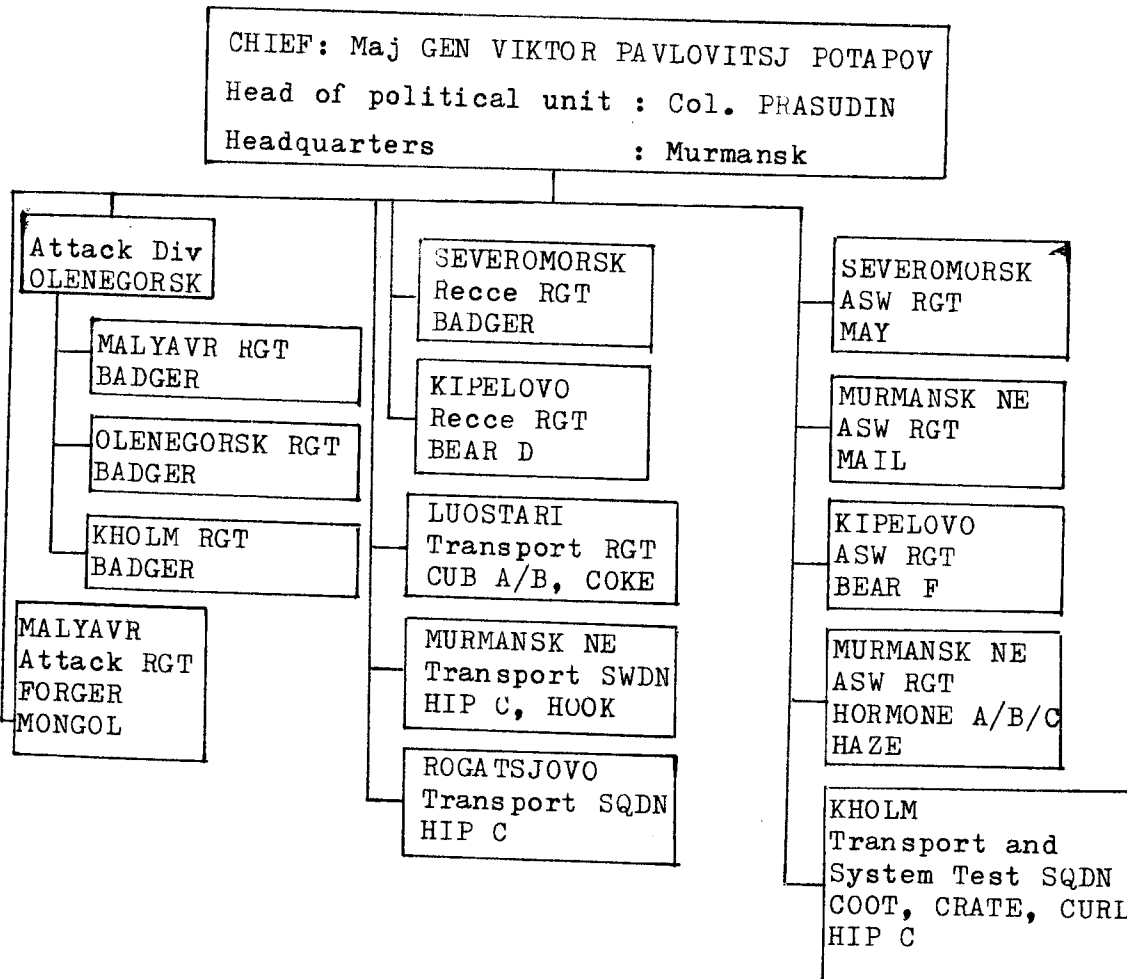 CHIEF: Maj GEN VIKTOR PAVLOVITSJ POTAPOV
Head of political unit : Col. PRASUDIN
Headquarters : Murmansk
Attack Div
OLENEGORSK
MALYAVR RGT
BADGER
OLENEGORSK RGT
BADGER
KHOLM RGT
BADGER
MALYAVR
Attack RGT
FORGER
MONGOL
SEVEROMORSK
Recce RGT
BADGER
KIPELOVO
Recce RGT
BEAR D
LUOSTARI
Transport RGT
CUB A/B, COKE
MURMANSK NE
Transport SWDN
HIP C, HOOK
ROGATSJOVO
Transport SQDN
HIP C
SEVEROMORSK
ASW RGT
MAY
MURMANSK NE
ASW RGT
MAIL
KIPELOVO
ASW RGT
BEAR F
MURMANSK NE
ASW RGT
HORMONE A/B/C
HAZE
KHOLM
Transport and
System Test SQDN
COOT, CRATE, CURL
HIP C